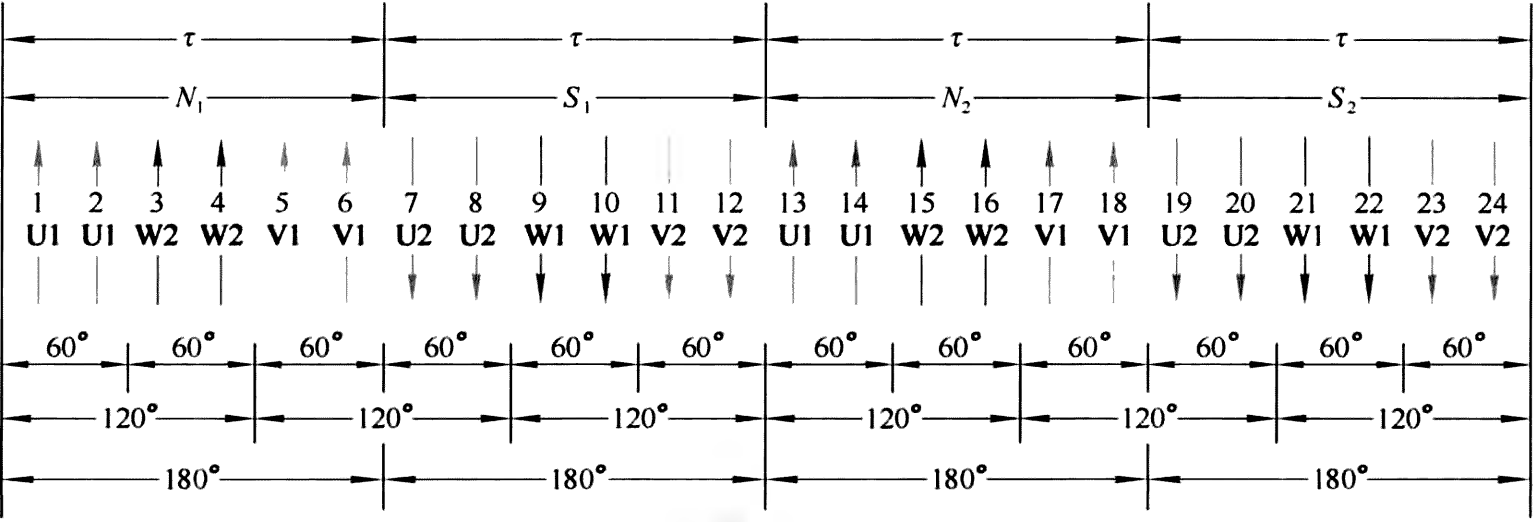 τ τ τ τ
N₁ S₁ N₂ S₂
1 2 3 4 5 6 7 8 9 10 11 12 13 14 15 16 17 18 19 20 21 22 23 24
U1 U1 W2 W2 V1 V1 U2 U2 W1 W1 V2 V2 U1 U1 W2 W2 V1 V1 U2 U2 W1 W1 V2 V2
60° 60° 60° 60° 60° 60° 60° 60° 60° 60° 60° 60°
120° 120° 120° 120° 120° 120°
180° 180° 180° 180°